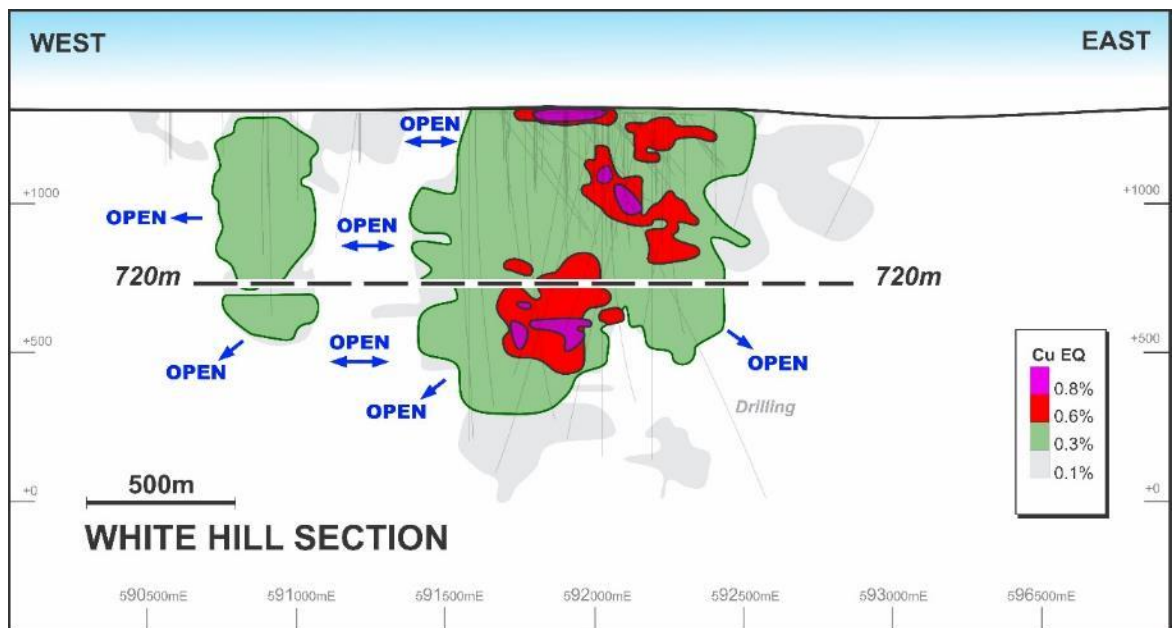 WEST
EAST
OPEN
+1000
+1000
OPEN
OPEN
720m
720m
OPEN
+500
+500
OPEN
OPEN
OPEN
Cu EQ
0.8%
0.6%
0.3%
0.1%
Drilling
500m
+0
+0
WHITE HILL SECTION
590500mE
591000mE
591500mE
592000mE
592500mE
593000mE
596500mE